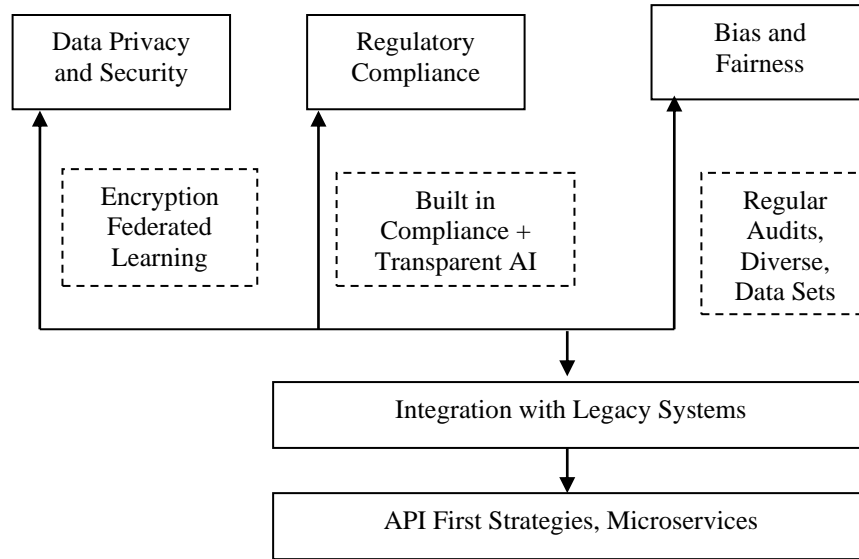 Data Privacy
and Security
Regulatory
Compliance
Bias and
Fairness
Encryption
Federated
Learning
Built in
Compliance +
Transparent AI
Regular
Audits,
Diverse,
Data Sets
Integration with Legacy Systems
API First Strategies, Microservices